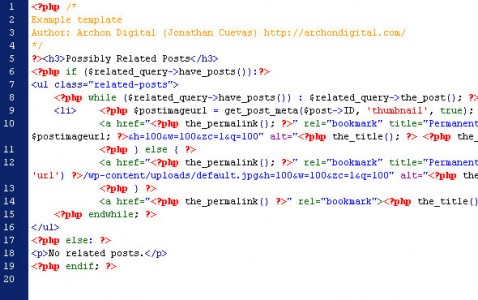 1 <?php /*
2 Example template
3 Author: Archon Digital (Jonathan Cuevas) http://archondigital.com/
4 */
5 ?><h3>Possibly Related Posts</h3>
6 <?php if ($related_query->have_posts()):?>
7 <ul class="related-posts">
8 <?php while ($related_query->have_posts()) : $related_query->the_post(); ?>
9 <li> <?php $postimageurl = get_post_meta($post->ID, 'thumbnail', true);
10 <a href="<?php the_permalink(); ?>" rel="bookmark" title="Permanent
$postimageurl; ?>&h=100&w=100&zc=1&q=100" alt="<?php the_title(); ?>
11 <?php } else { ?>
12 <a href="<?php the_permalink(); ?>" rel="bookmark" title="Permanent
'url') ?>/wp-content/uploads/default.jpg&h=100&w=100&zc=1&q=100" alt="<?php
13 <?php } ?>
14 <a href="<?php the_permalink() ?>" rel="bookmark"><?php the_title()
15 <?php endwhile; ?>
16 </ul>
17 <?php else: ?>
18 <p>No related posts.</p>
19 <?php endif; ?>
20